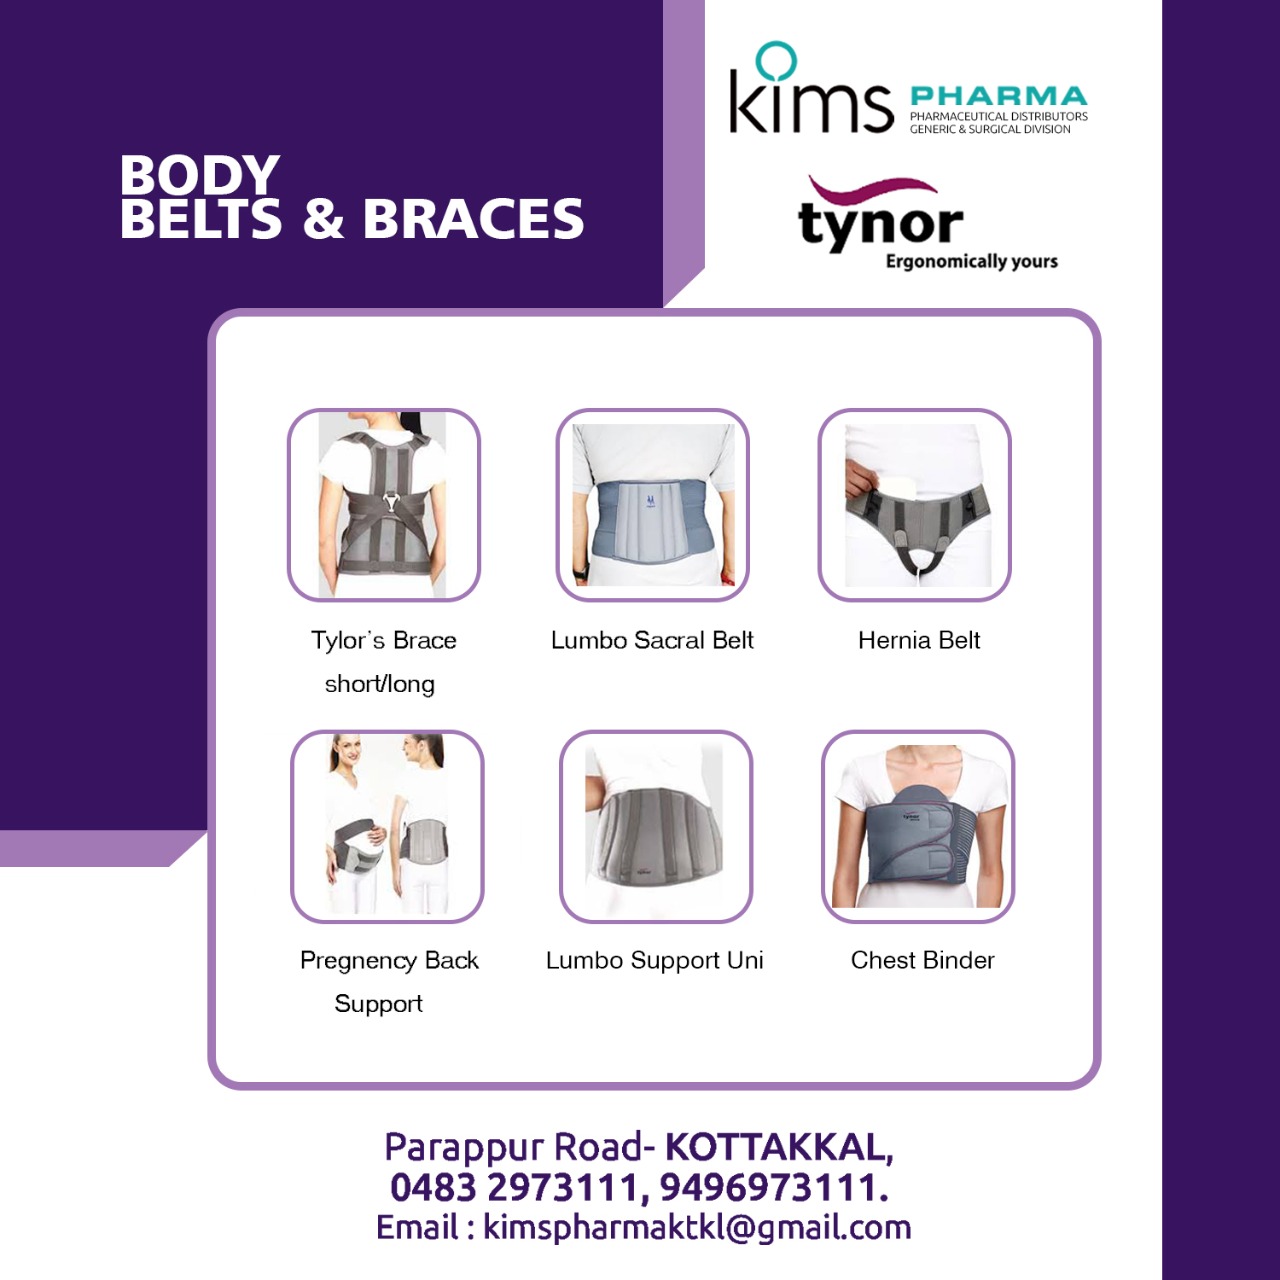 kims PHARMA
PHARMACEUTICAL DISTRIBUTORS
GENERIC & SURGICAL DIVISION
BODY
BELTS & BRACES
tynor
Ergonomically yours
Tylor's Brace
short/long
Lumbo Sacral Belt
Hernia Belt
tynor
tynor
Pregnency Back
Support
Lumbo Support Uni
Chest Binder
Parappur Road- KOTTAKKAL,
0483 2973111, 9496973111.
Email : kimspharmaktkl@gmail.com